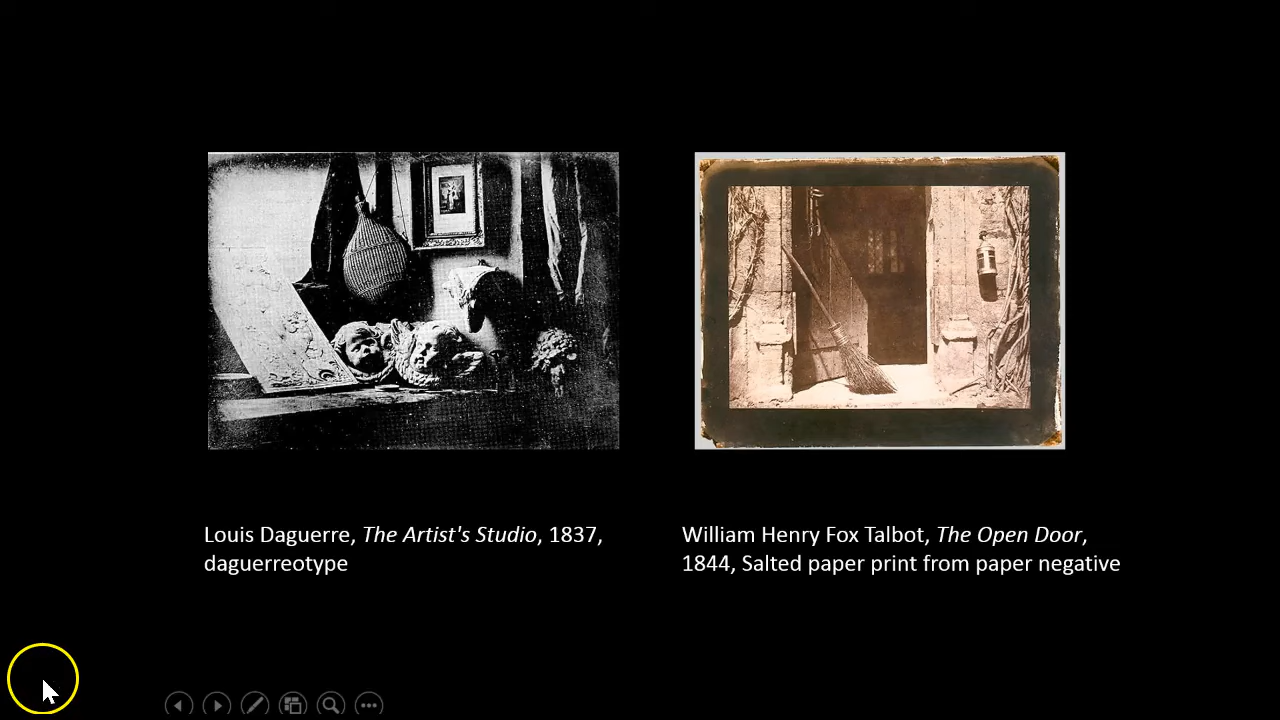 Louis Daguerre, The Artist's Studio, 1837,
daguerreotype
William Henry Fox Talbot, The Open Door,
1844, Salted paper print from paper negative